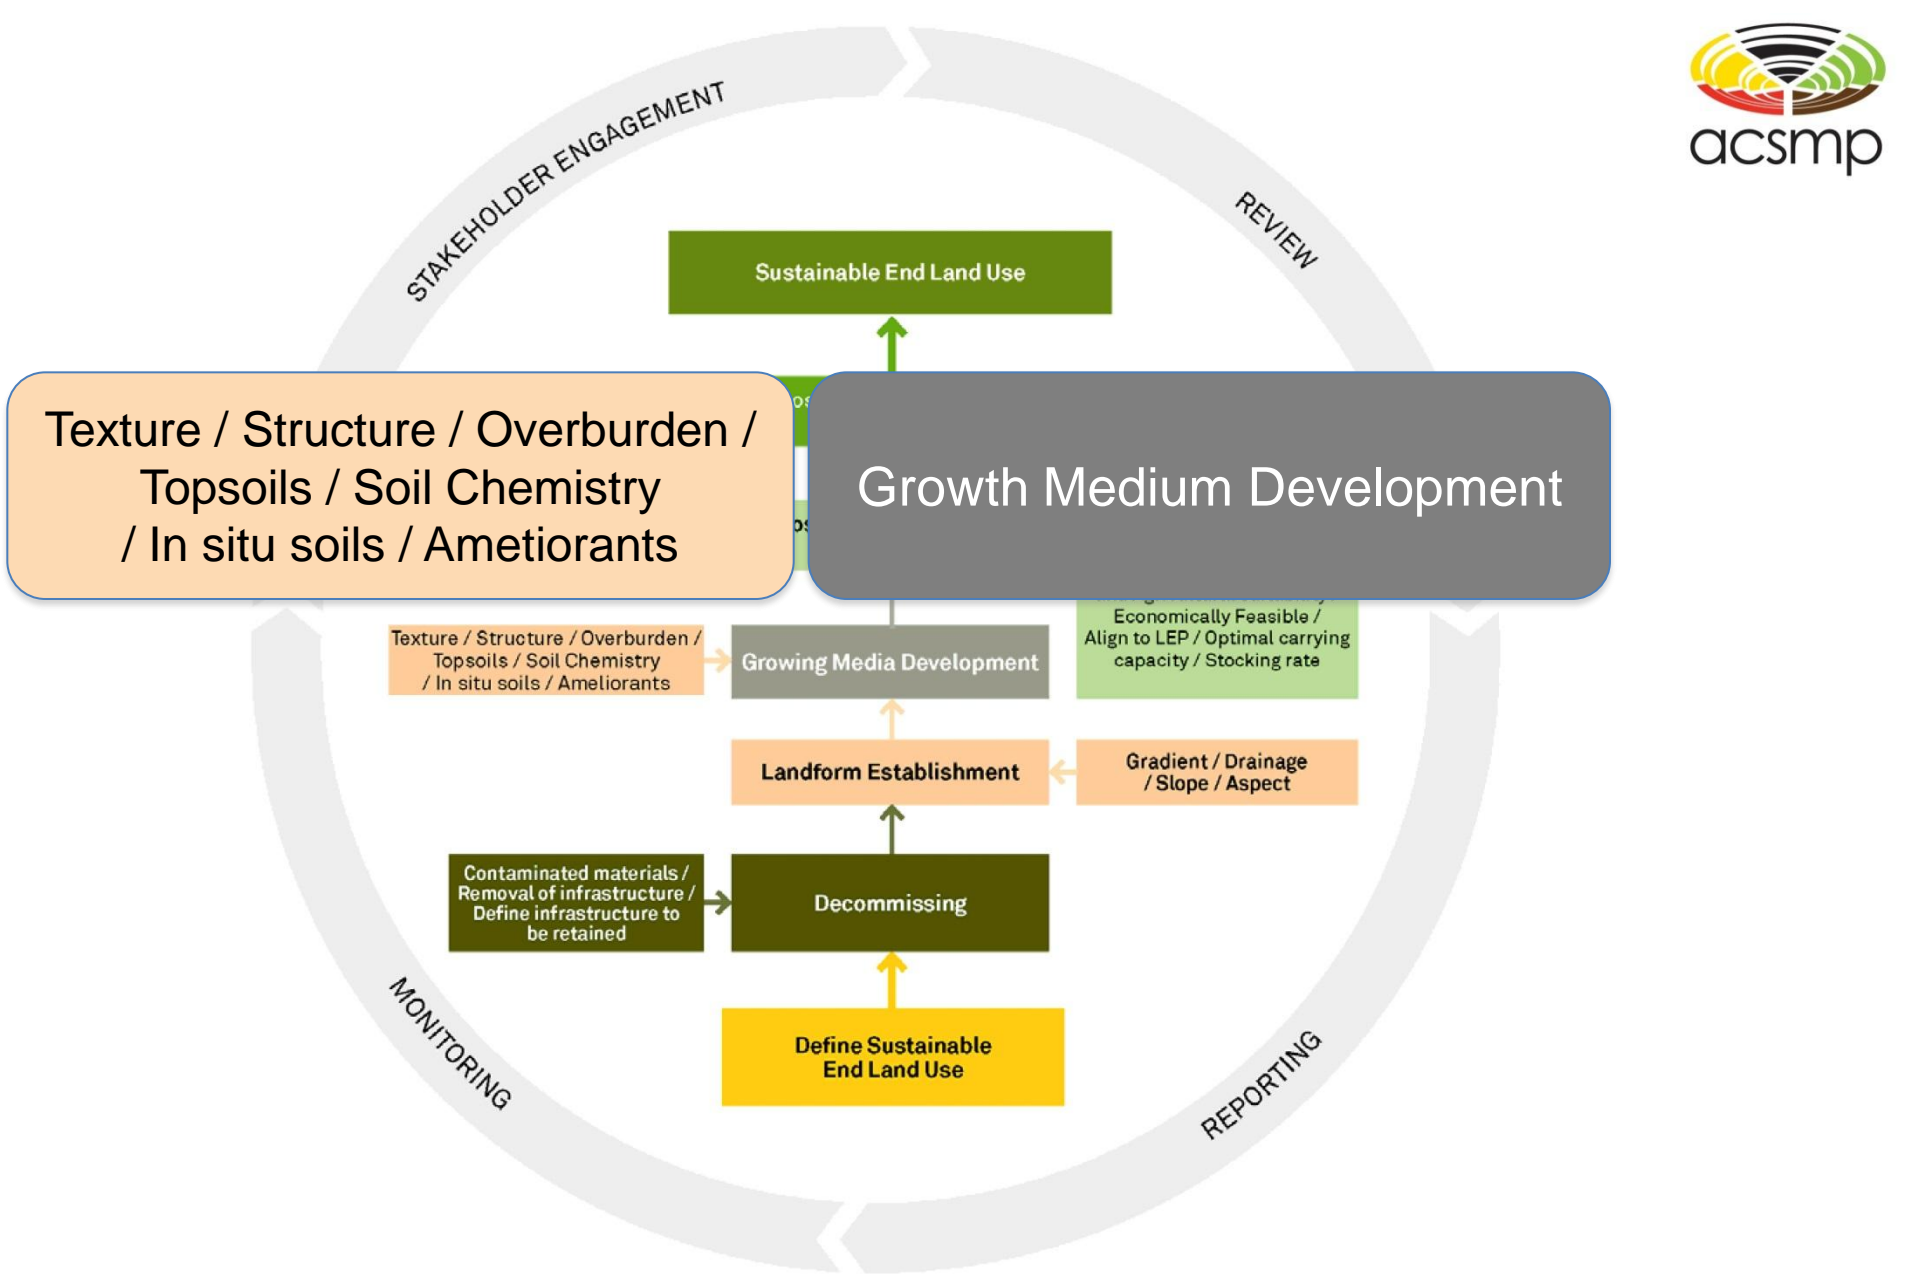 acsmp
STAKEHOLDER ENGAGEMENT
REVIEW
Sustainable End Land Use
Texture / Structure / Overburden /
Topsoils / Soil Chemistry
/ In situ soils / Ametiorants
Growth Medium Development
Texture / Structure / Overburden /
Topsoils / Soil Chemistry
/ In situ soils / Ameliorants
Growing Media Development
Economically Feasible /
Align to LEP / Optimal carrying
capacity / Stocking rate
Landform Establishment
Gradient / Drainage
/ Slope / Aspect
Contaminated materials /
Removal of infrastructure /
Define infrastructure to
be retained
Decommissing
Define Sustainable
End Land Use
MONITORING
REPORTING